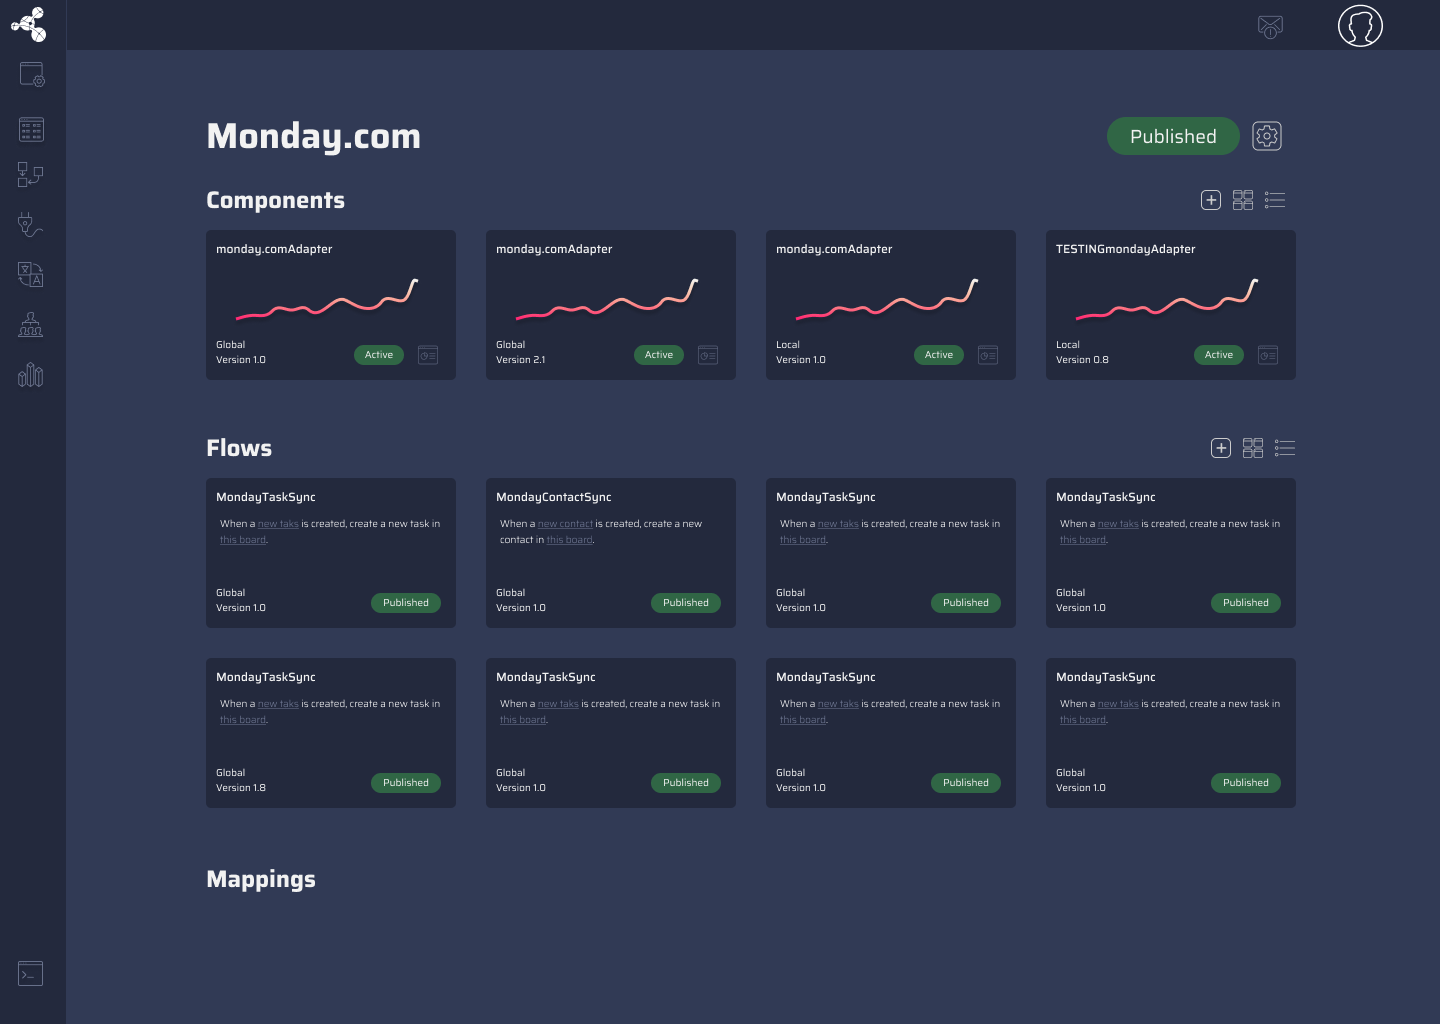 Monday.com
Published
Components
monday.comAdapter
Global
Version 1.0
Active
monday.comAdapter
Global
Version 2.1
Active
monday.comAdapter
Local
Version 1.0
Active
TESTINGmondayAdapter
Local
Version 0.8
Active
Flows
MondayTaskSync
When a new taks is created, create a new task in
this board.
Global
Version 1.0
Published
MondayContactSync
When a new contact is created, create a new
contact in this board.
Global
Version 1.0
Published
MondayTaskSync
When a new taks is created, create a new task in
this board.
Global
Version 1.0
Published
MondayTaskSync
When a new taks is created, create a new task in
this board.
Global
Version 1.0
Published
MondayTaskSync
When a new taks is created, create a new task in
this board.
Global
Version 1.8
Published
MondayTaskSync
When a new taks is created, create a new task in
this board.
Global
Version 1.0
Published
MondayTaskSync
When a new taks is created, create a new task in
this board.
Global
Version 1.0
Published
MondayTaskSync
When a new taks is created, create a new task in
this board.
Global
Version 1.0
Published
Mappings